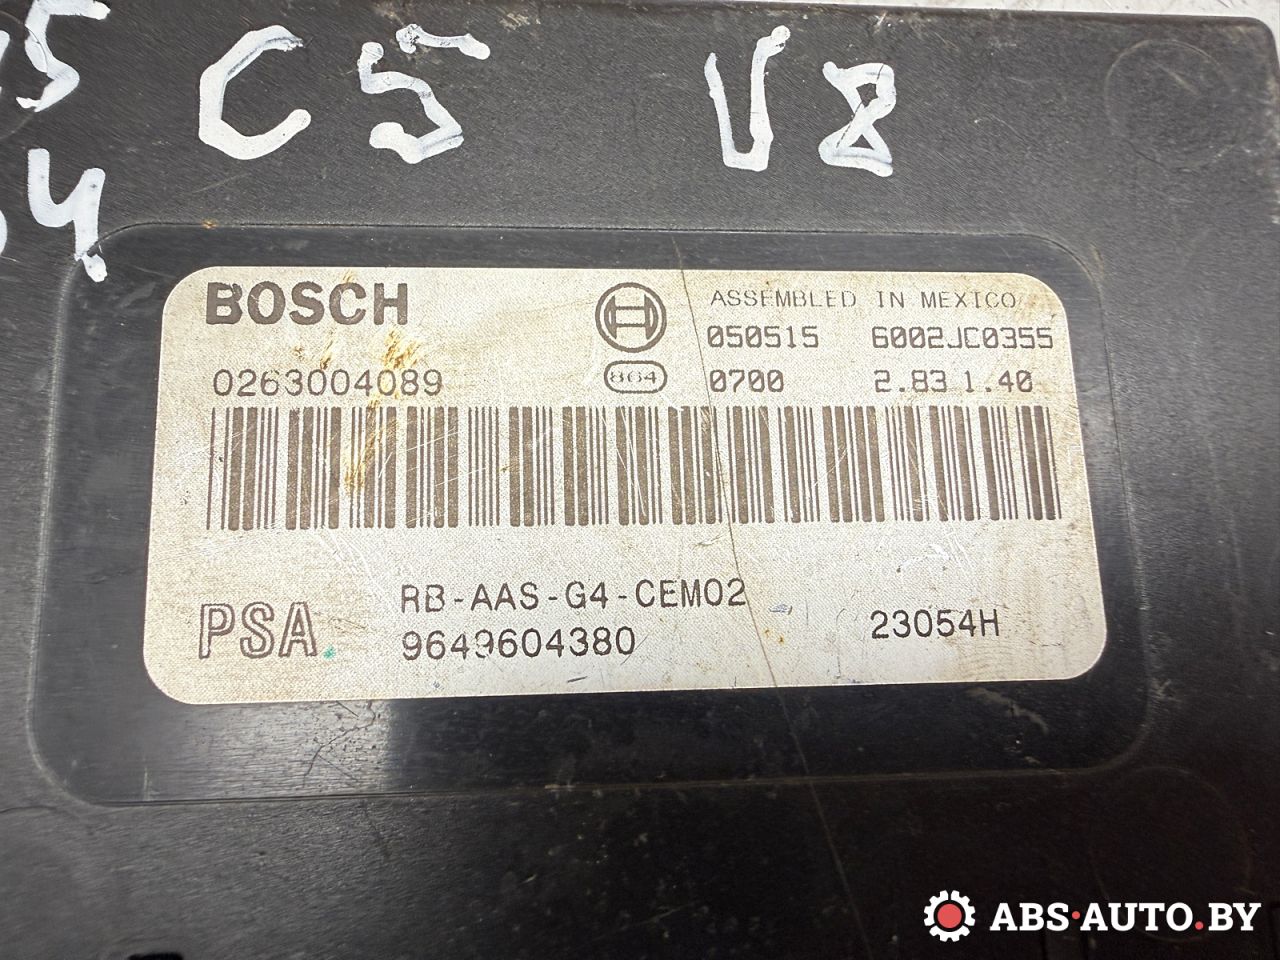 C5 V8
BOSCH
ASSEMBLED IN MEXICO
050515 6002JC0355
0263004089
864
0700 2.83 1.40
RB-AAS-G4-CEM02
PSA
9649604380
23054H
ABS·AUTO.BY